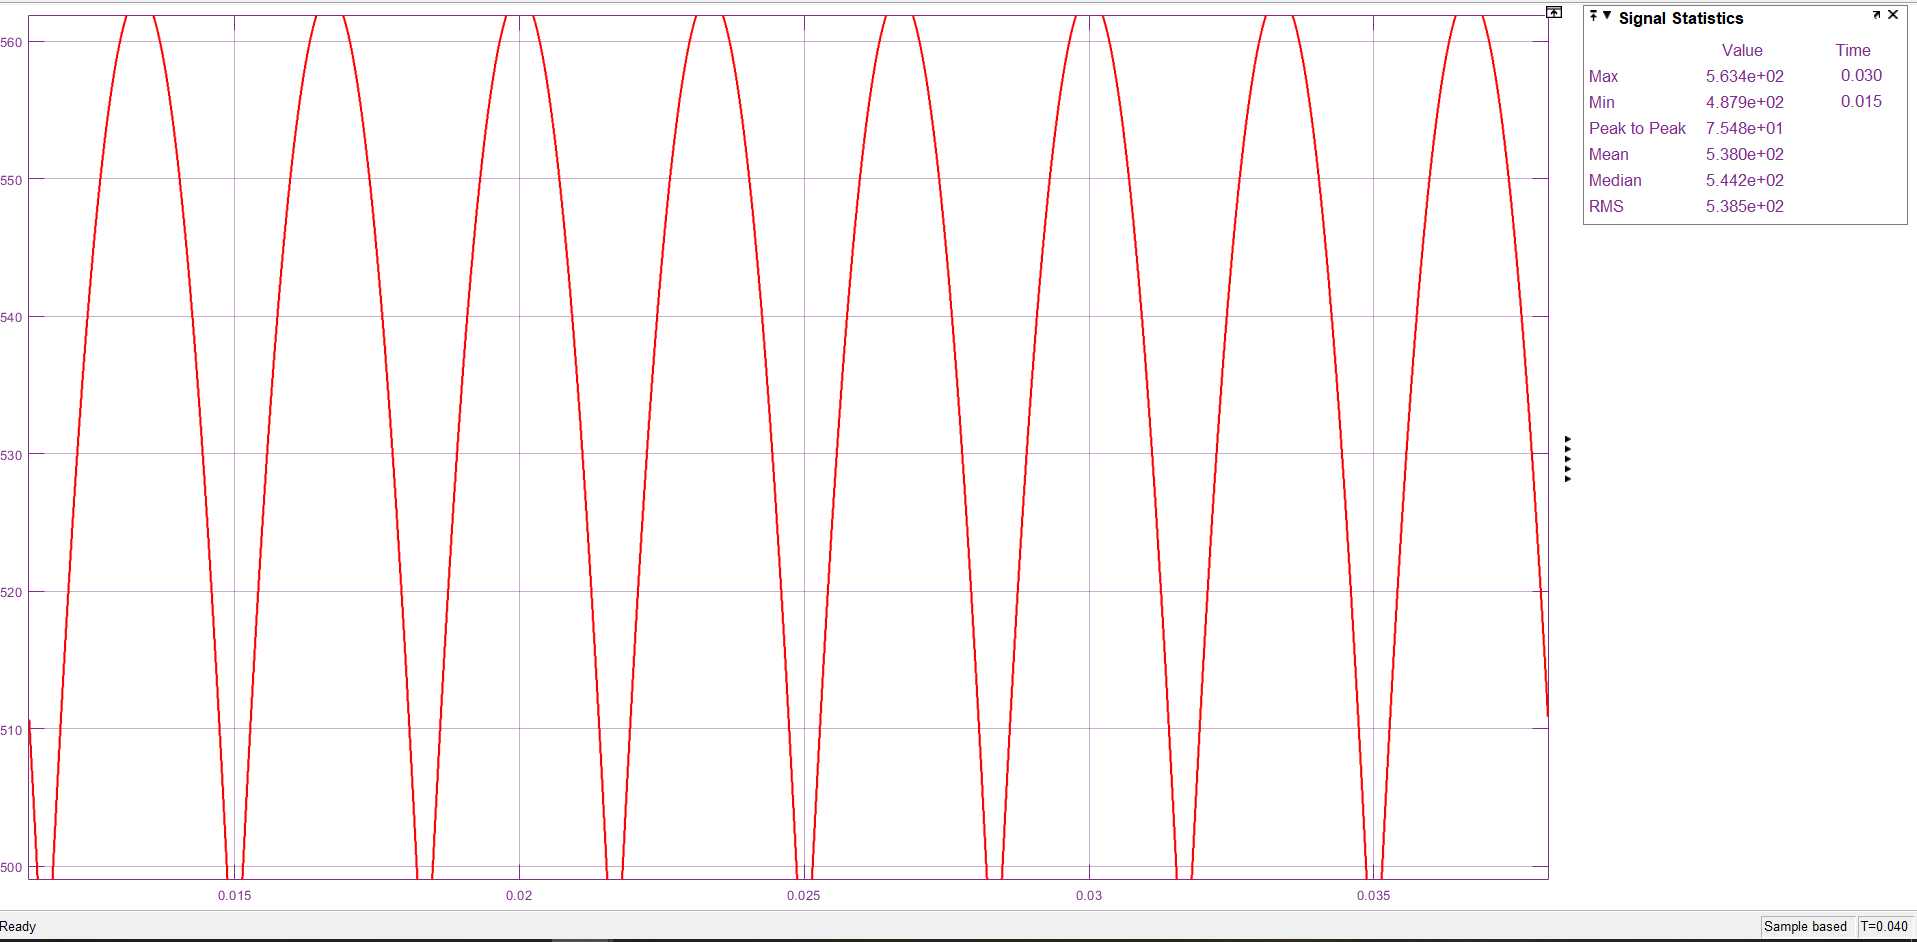 Signal Statistics
Value Time
Max 5.634e+02 0.030
Min 4.879e+02 0.015
Peak to Peak 7.548e+01
Mean 5.380e+02
Median 5.442e+02
RMS 5.385e+02
560
550
540
530
520
510
500
0.015 0.02 0.025 0.03 0.035
Ready
Sample based T=0.040